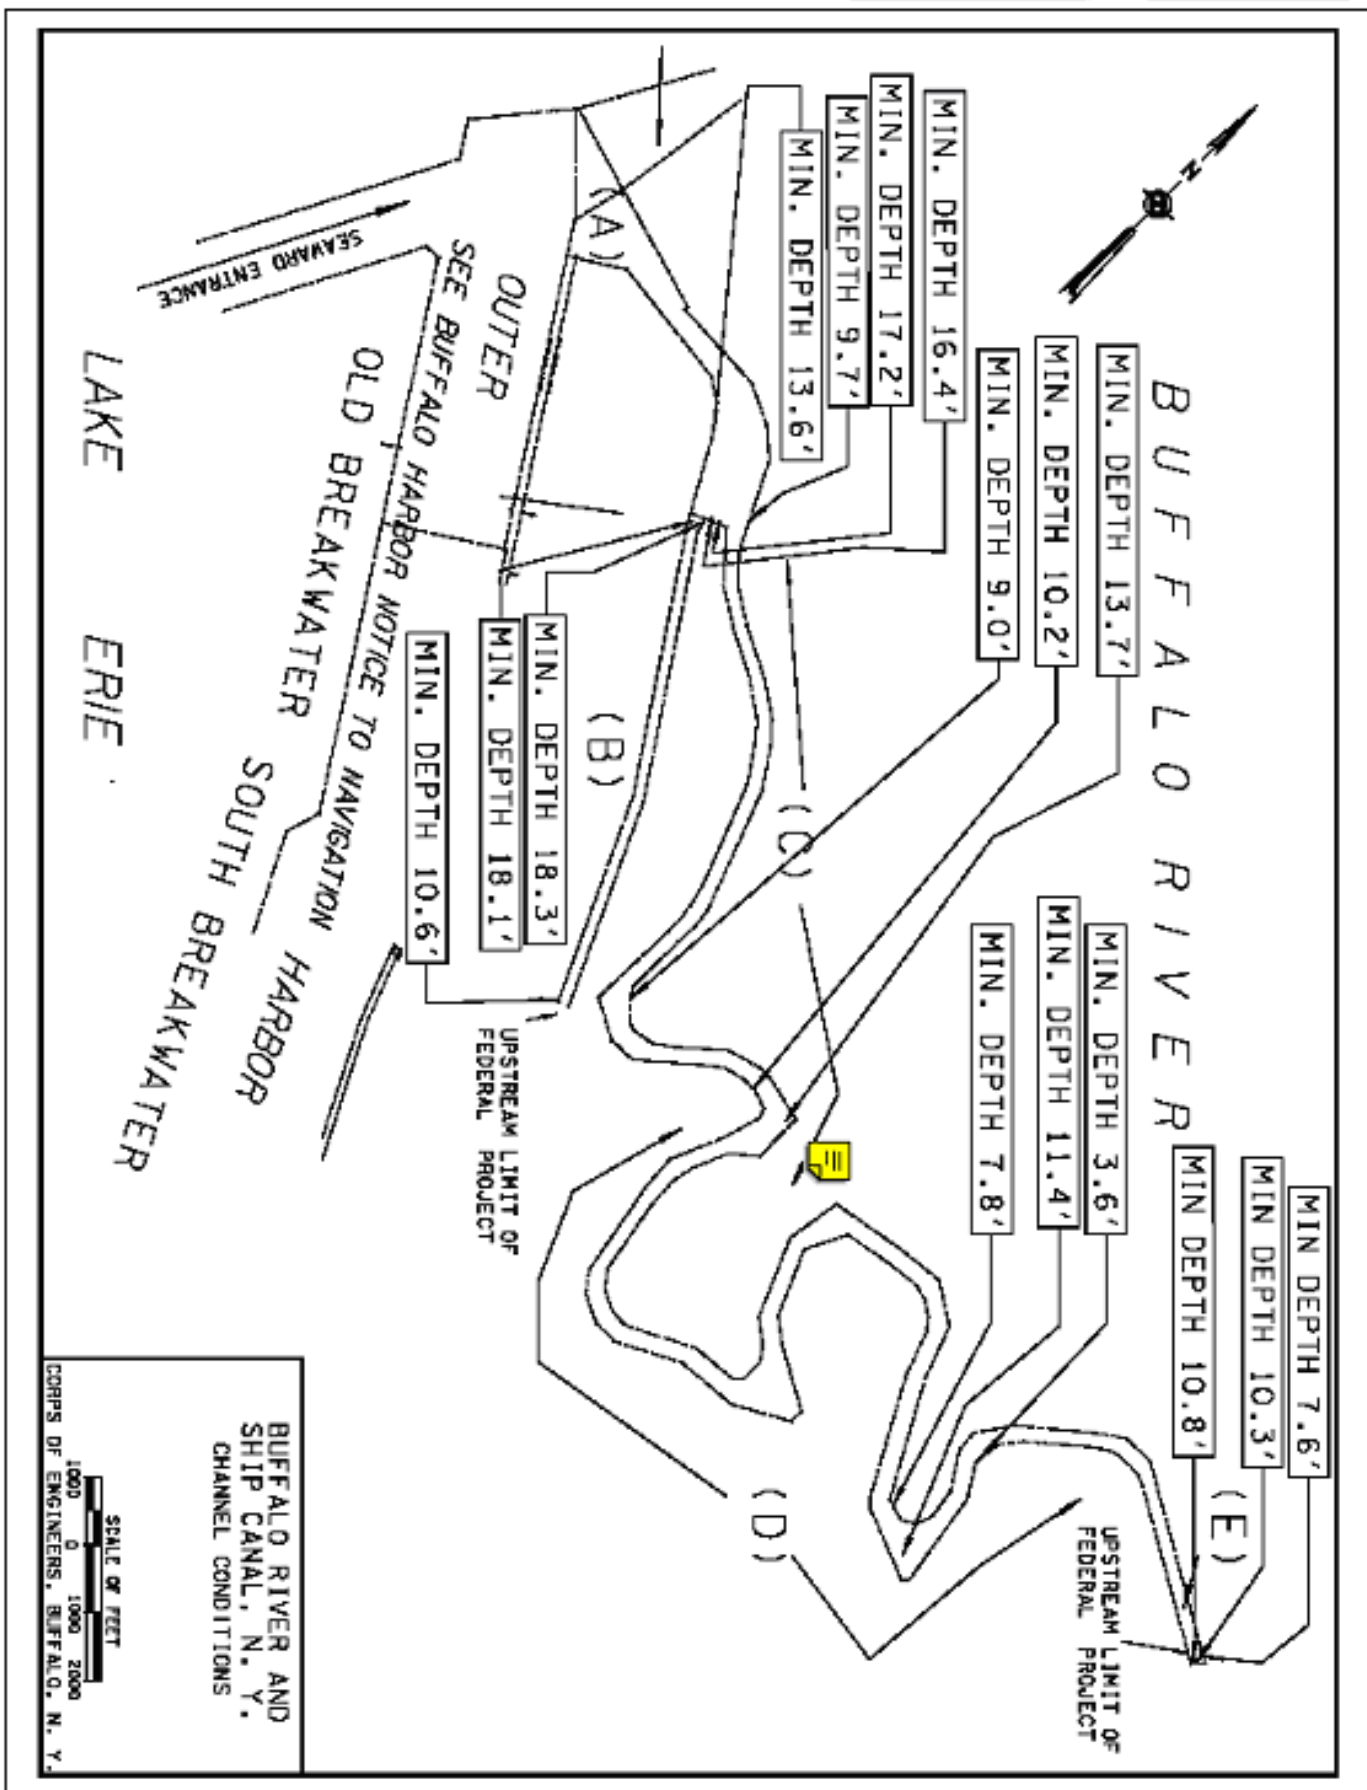 BUFFALO RIVER
MIN. DEPTH 16.4'
MIN. DEPTH 17.2'
MIN. DEPTH 9.7'
MIN. DEPTH 13.6'
MIN. DEPTH 13.7'
MIN. DEPTH 10.2'
MIN. DEPTH 9.0'
MIN. DEPTH 3.6'
MIN. DEPTH 11.4'
MIN. DEPTH 7.8'
MIN DEPTH 7.6'
MIN DEPTH 10.3'
MIN DEPTH 10.8'
N
(A)
(B)
(C)
(D)
(E)
MIN. DEPTH 18.3'
MIN. DEPTH 18.1'
MIN. DEPTH 10.6'
UPSTREAM LIMIT OF
FEDERAL PROJECT
UPSTREAM LIMIT OF
FEDERAL PROJECT
OUTER HARBOR
SEE BUFFALO HARBOR NOTICE TO NAVIGATION
OLD BREAKWATER
SOUTH BREAKWATER
SEAWARD ENTRANCE
LAKE ERIE
BUFFALO RIVER AND
SHIP CANAL, N. Y.
CHANNEL CONDITIONS
SCALE OF FEET
1000 0 1000 2000
CORPS OF ENGINEERS, BUFFALO, N. Y.